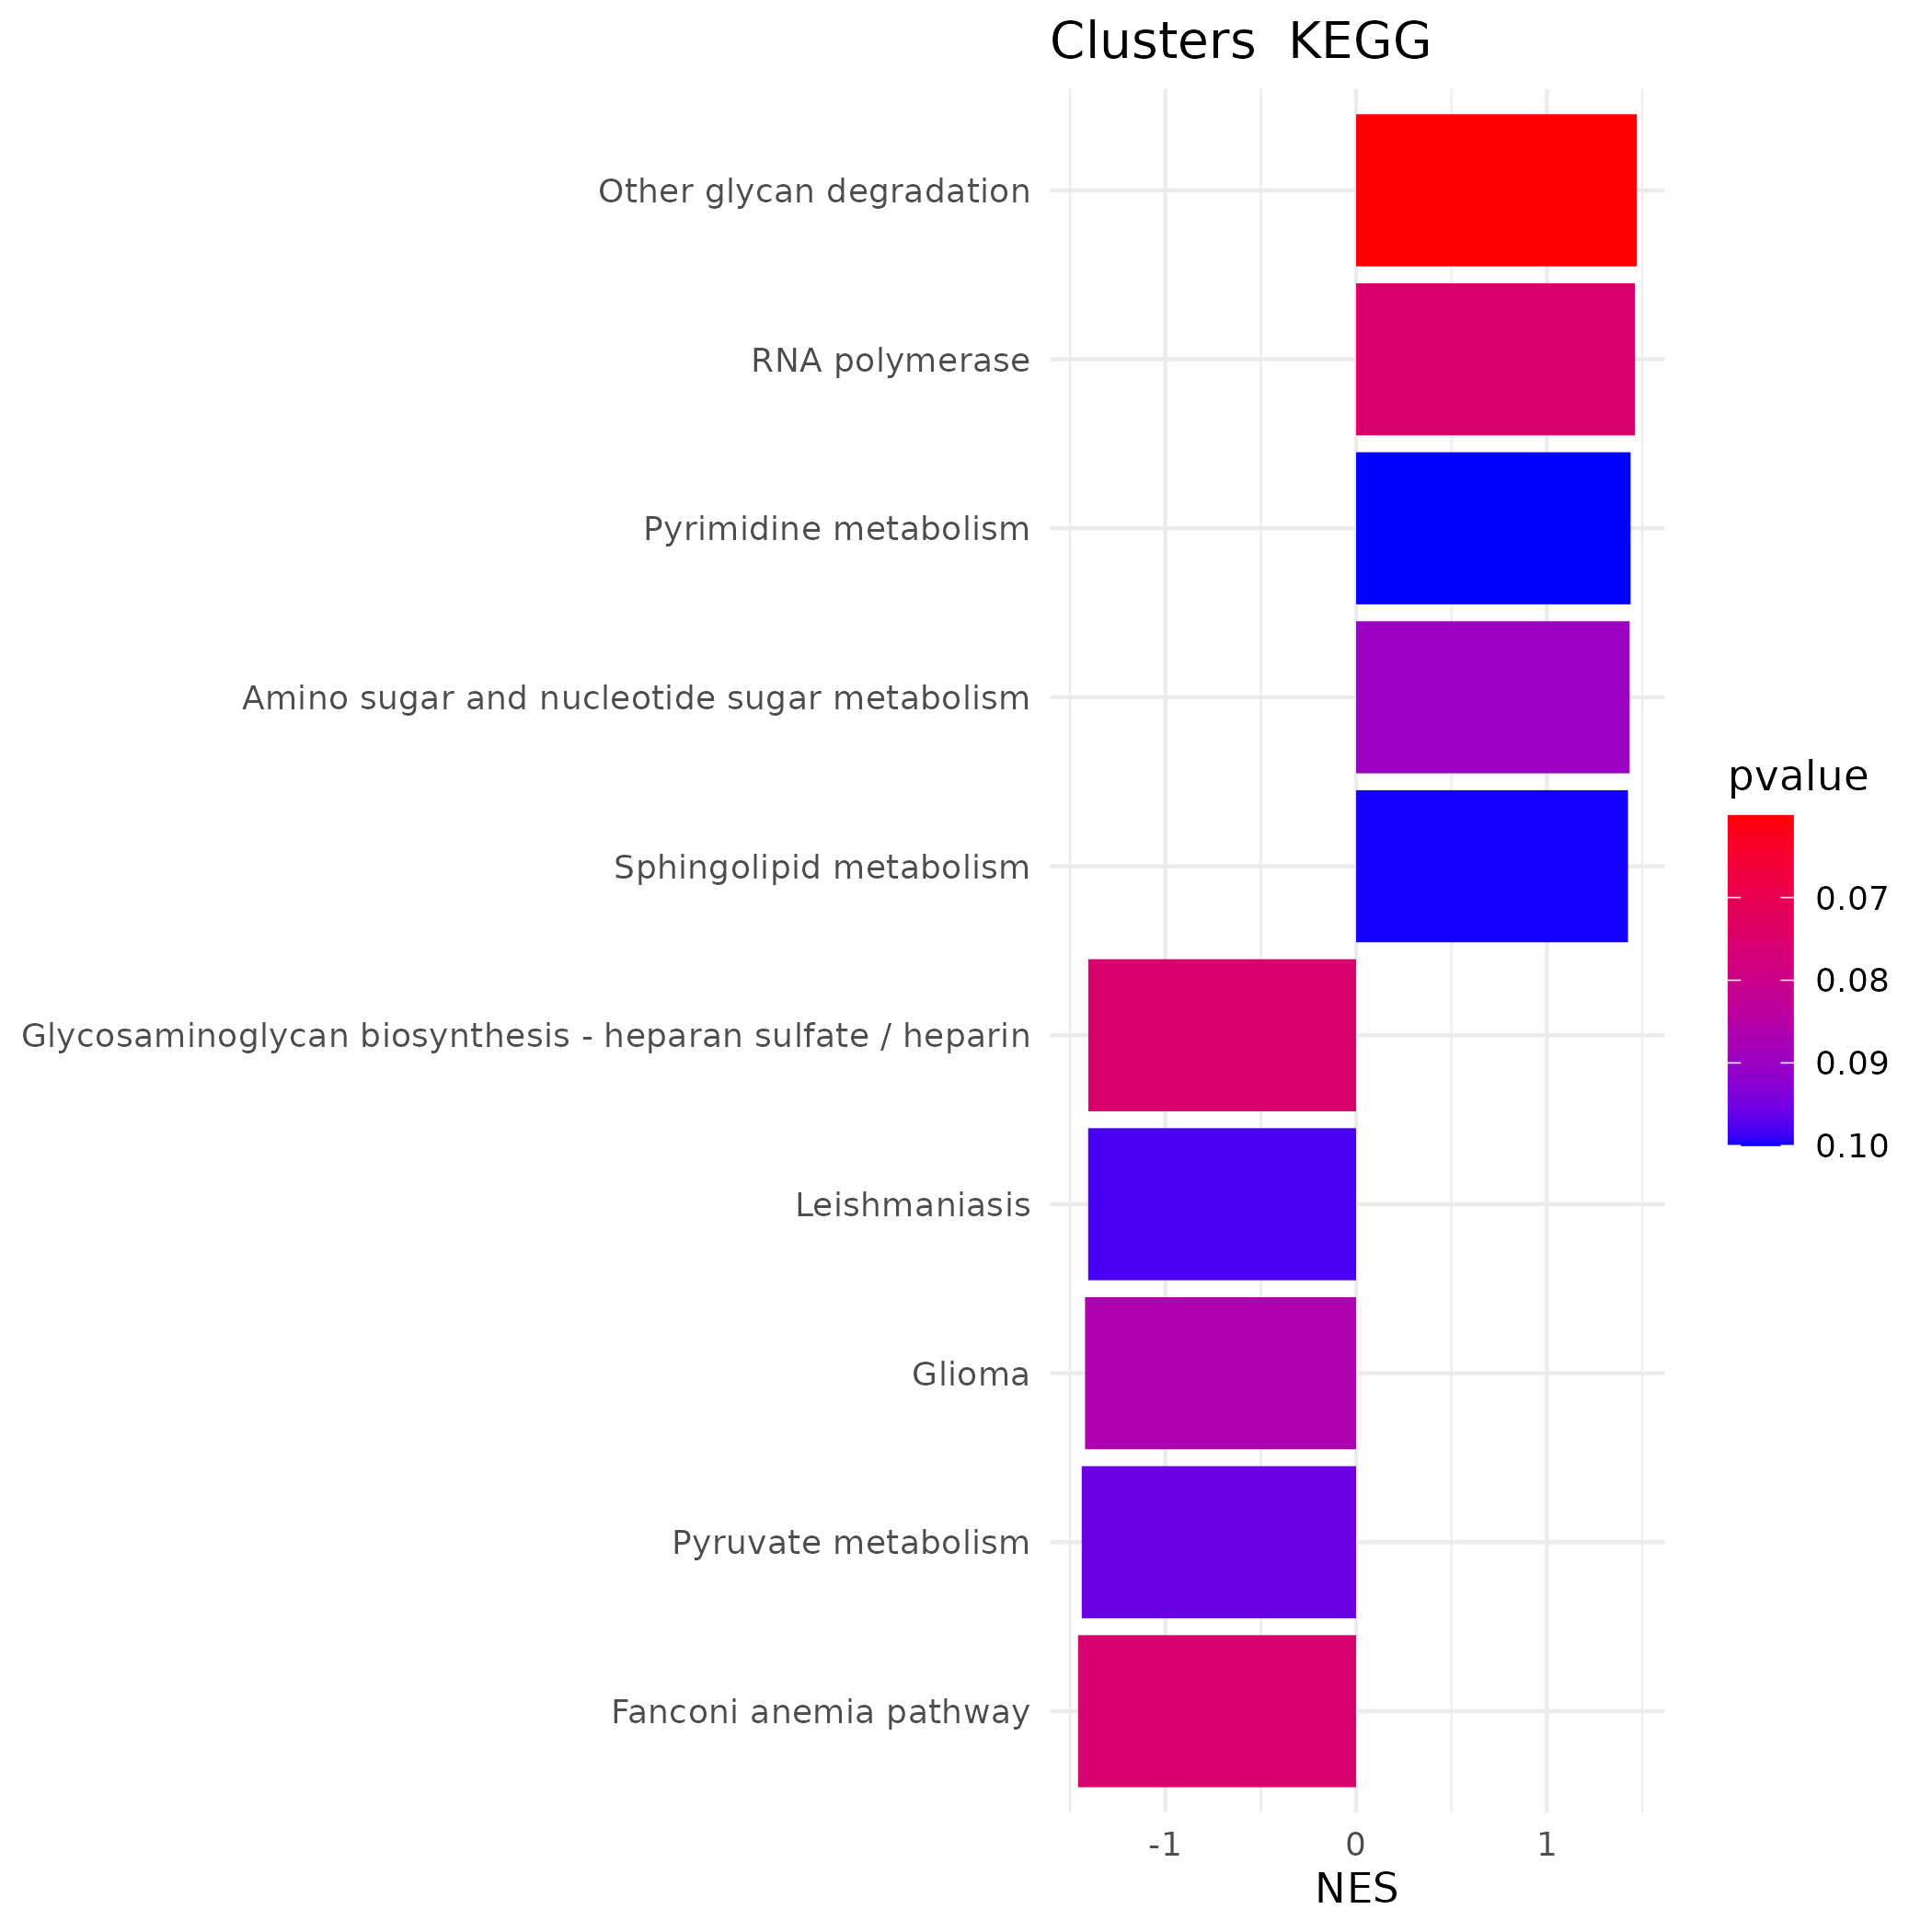 Clusters  KEGG
Other glycan degradation
RNA polymerase
Pyrimidine metabolism
Amino sugar and nucleotide sugar metabolism
Sphingolipid metabolism
Glycosaminoglycan biosynthesis - heparan sulfate / heparin
Leishmaniasis
Glioma
Pyruvate metabolism
Fanconi anemia pathway
-1 0 1
NES
pvalue
0.07
0.08
0.09
0.10